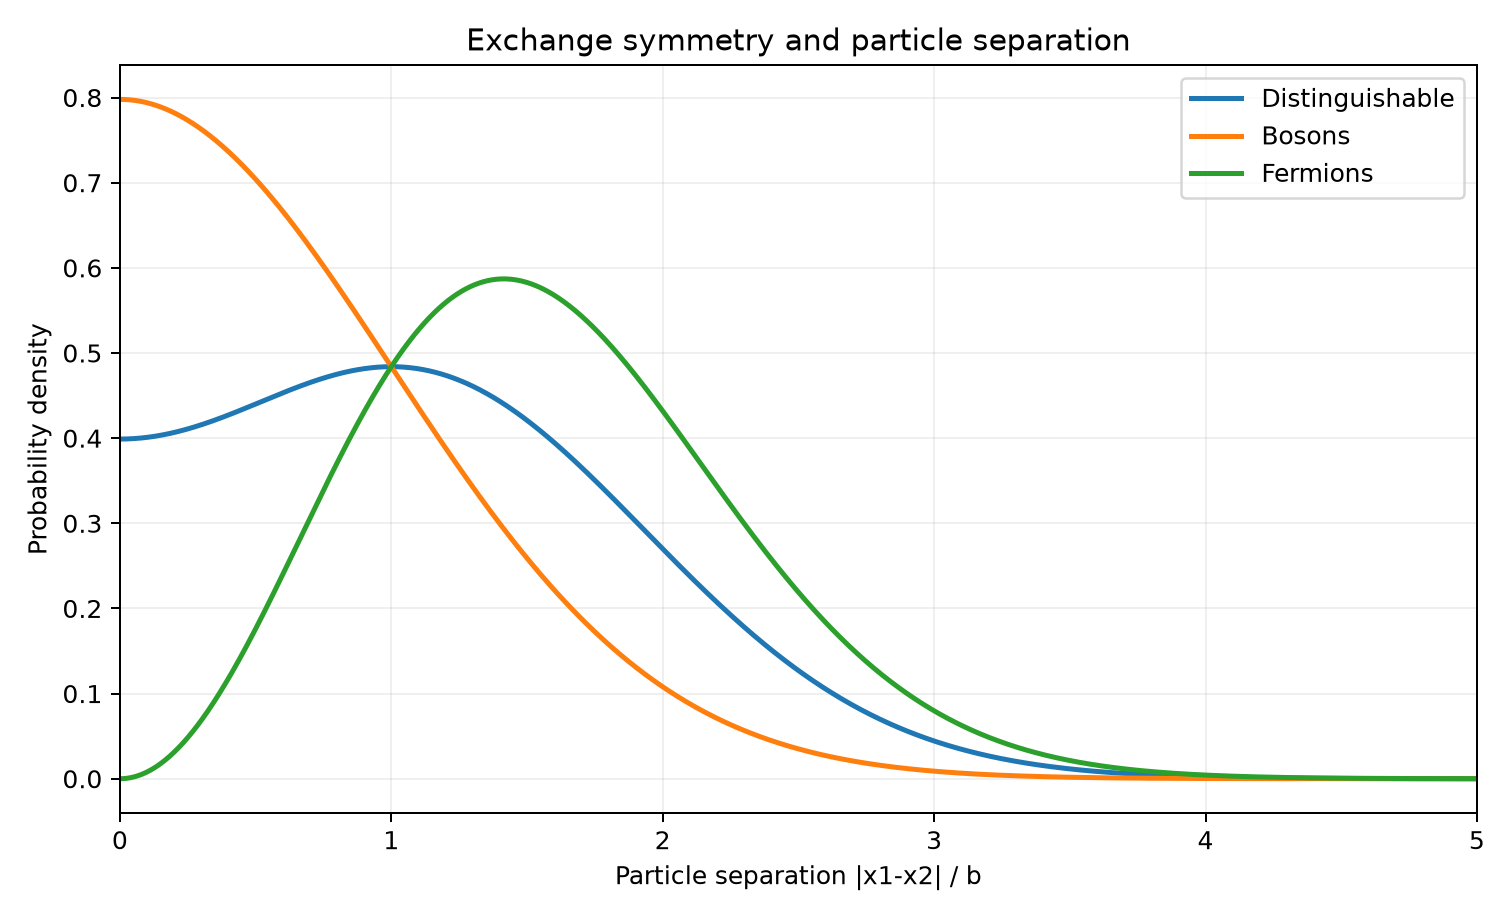 Exchange symmetry and particle separation
Distinguishable
Bosons
Fermions
Probability density
0.8
0.7
0.6
0.5
0.4
0.3
0.2
0.1
0.0
0 1 2 3 4 5
Particle separation |x1-x2| / b